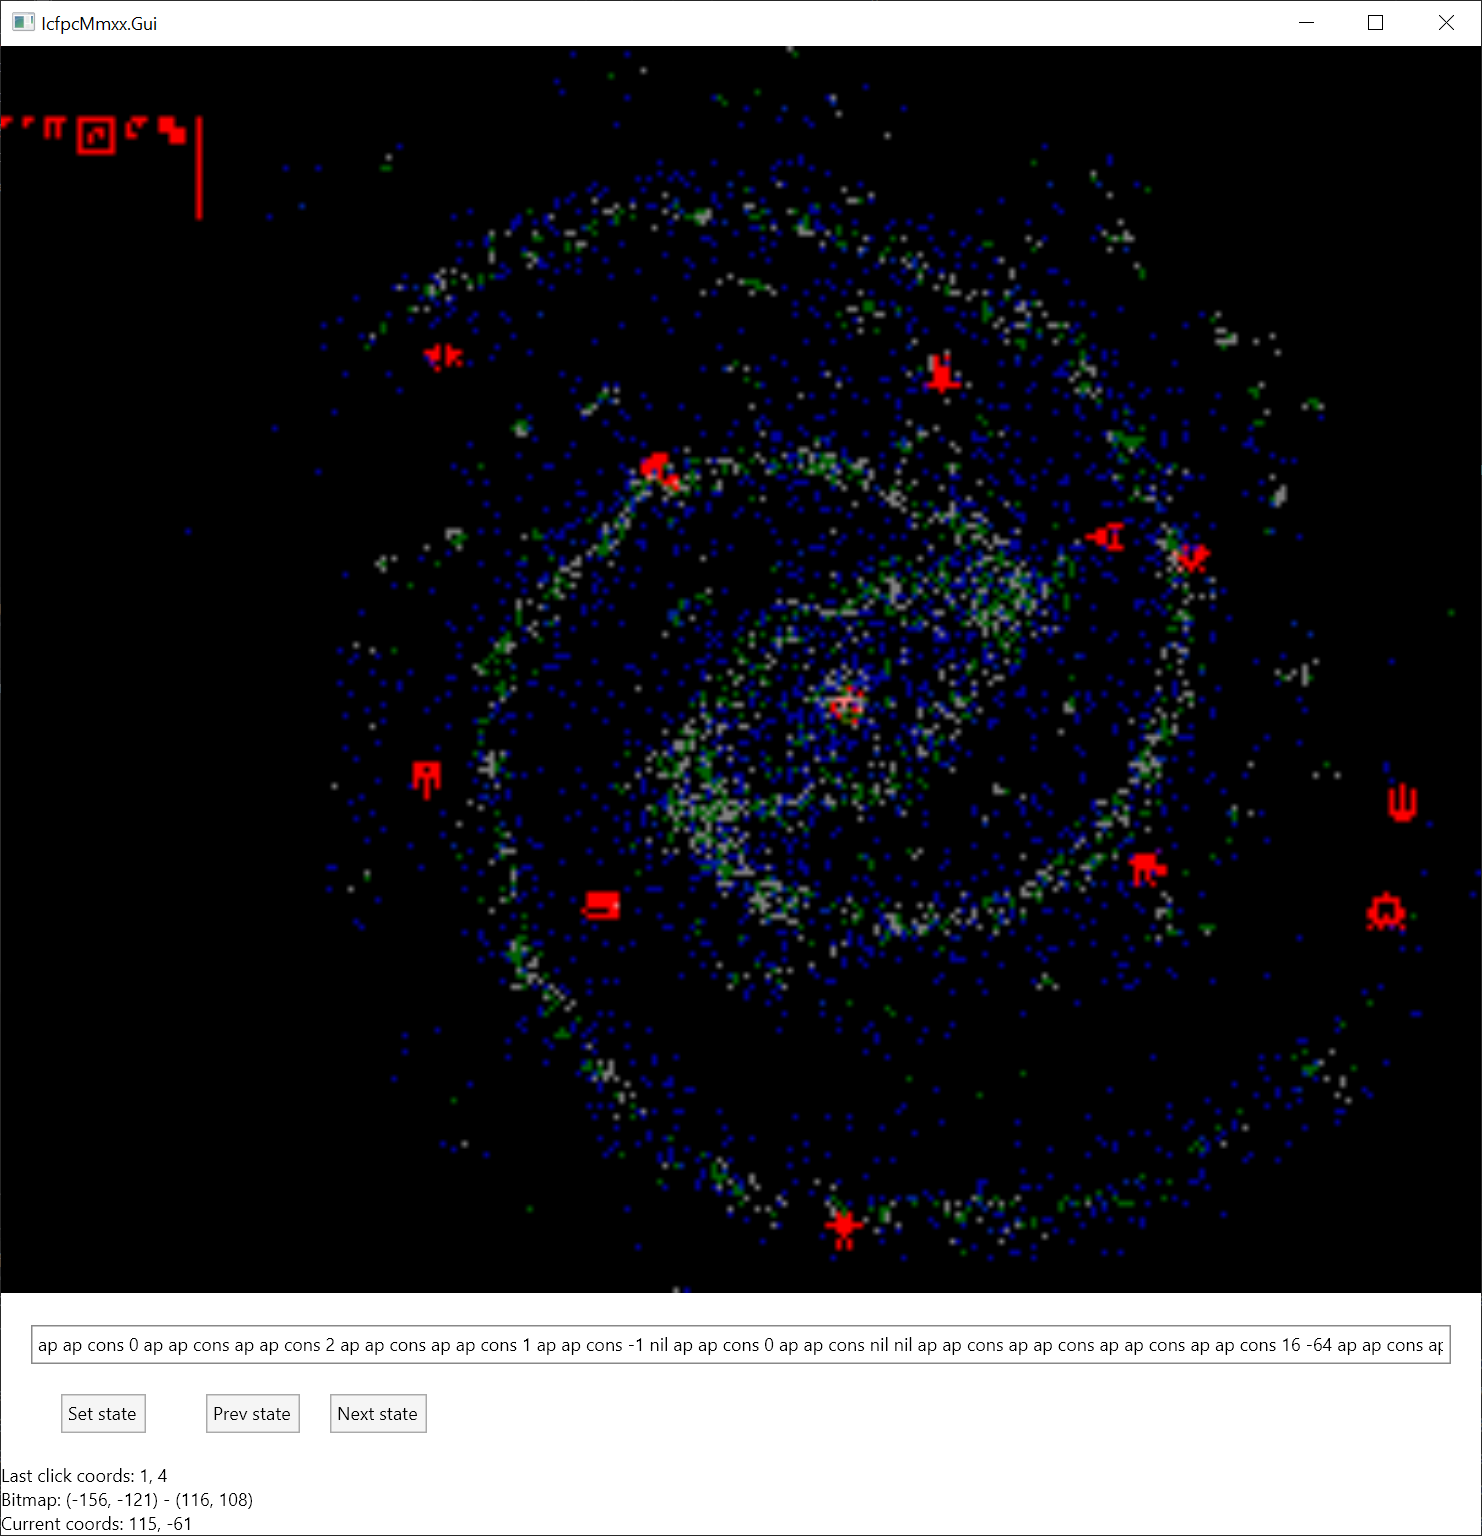 IcfpcMmxx.Gui
ap ap cons 0 ap ap cons ap ap cons 2 ap ap cons ap ap cons 1 ap ap cons -1 nil ap ap cons 0 ap ap cons nil nil ap ap cons ap ap cons ap ap cons ap ap cons 16 -64 ap ap cons ap
Set state Prev state Next state
Last click coords: 1, 4
Bitmap: (-156, -121) - (116, 108)
Current coords: 115, -61